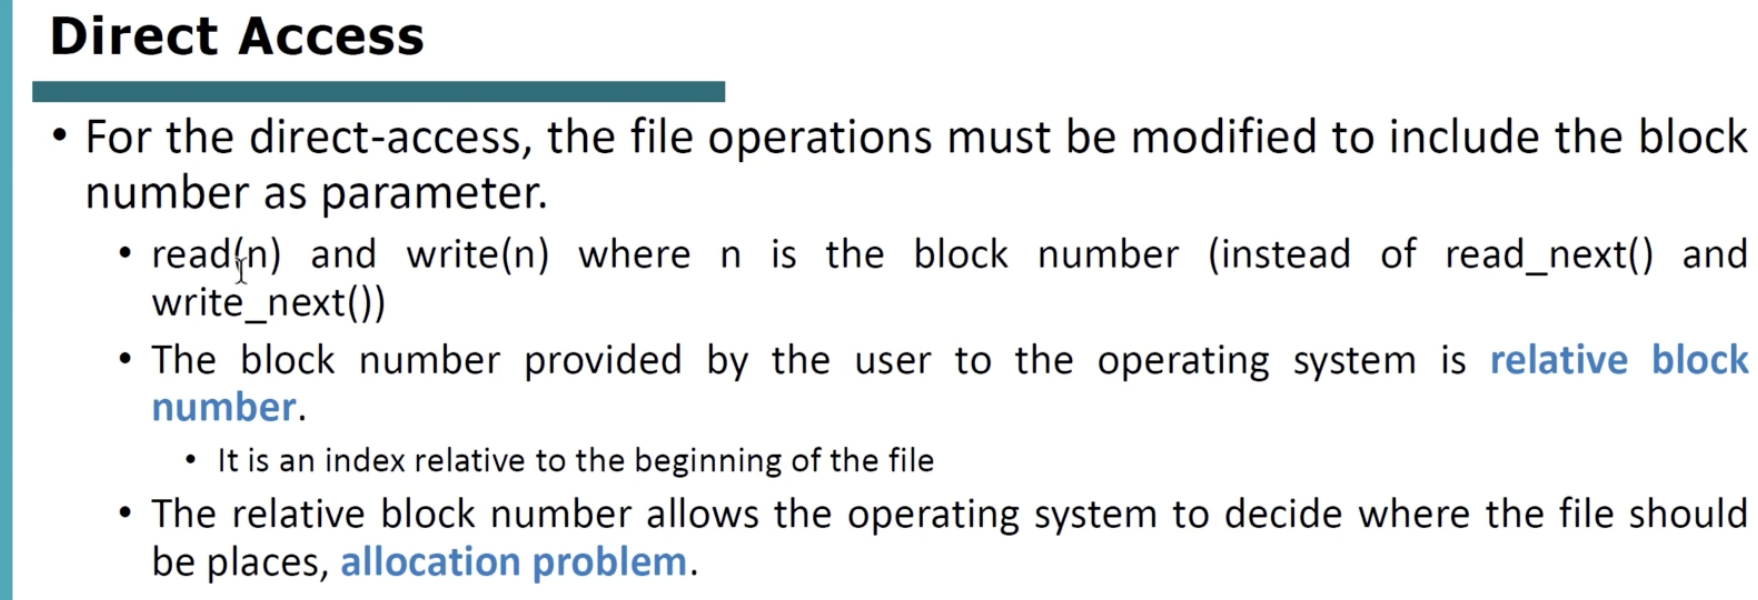 Direct Access
• For the direct-access, the file operations must be modified to include the block
number as parameter.
• read(n) and write(n) where n is the block number (instead of read_next() and
write_next())
• The block number provided by the user to the operating system is relative block
number.
• It is an index relative to the beginning of the file
• The relative block number allows the operating system to decide where the file should
be places, allocation problem.